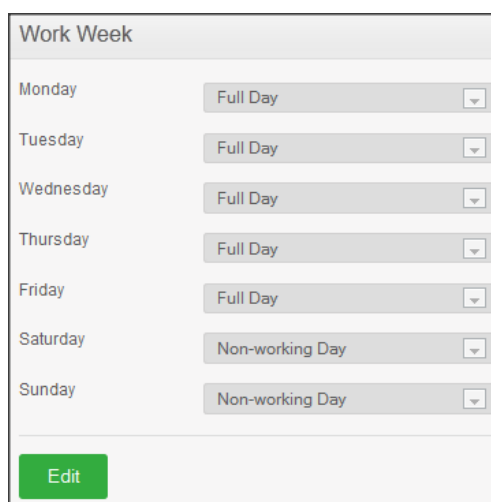 Work Week
Monday Full Day
Tuesday Full Day
Wednesday Full Day
Thursday Full Day
Friday Full Day
Saturday Non-working Day
Sunday Non-working Day
Edit